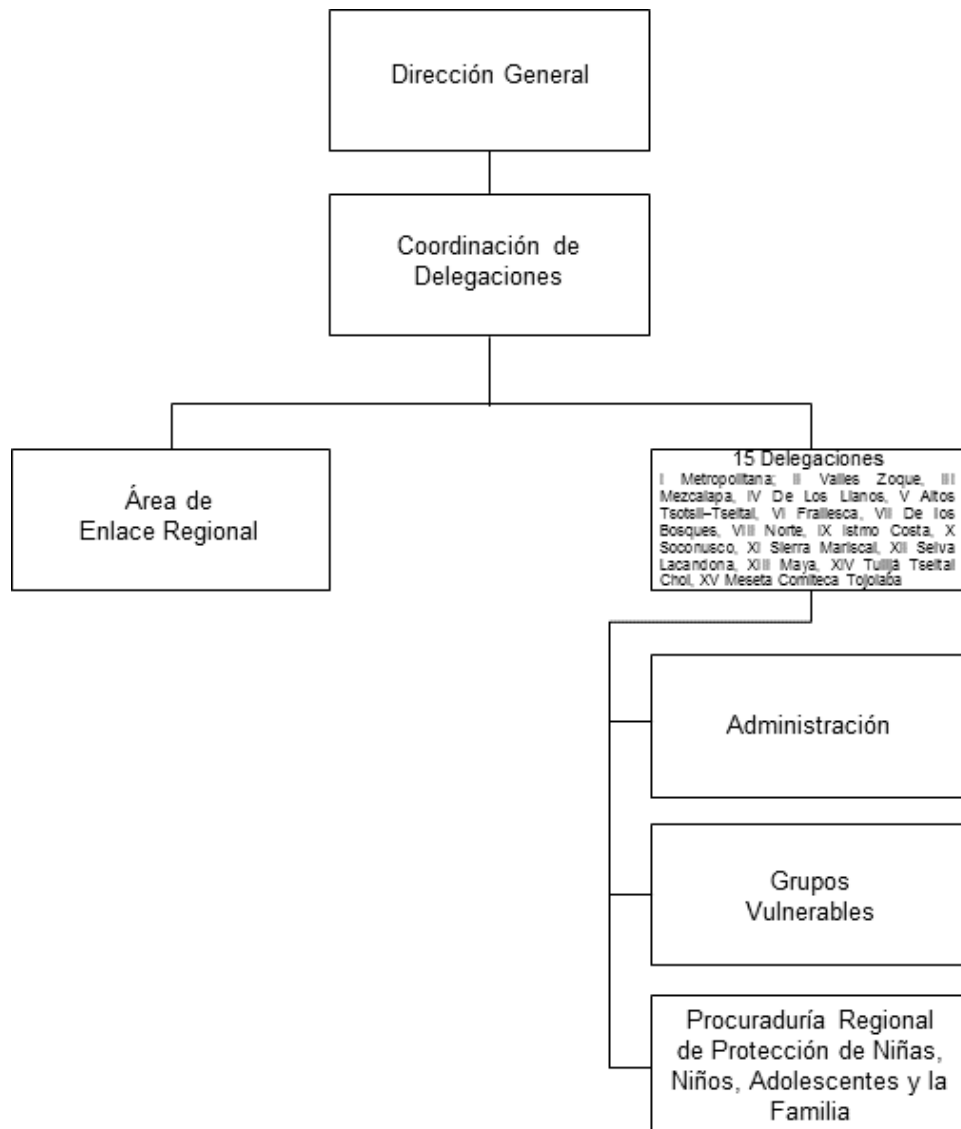 Dirección General
Coordinación de
Delegaciones
Área de
Enlace Regional
15 Delegaciones
I Metropolitana; II Valles Zoque, III
Mezcalapa, IV De Los Llanos, V Altos
Tsotsil–Tseltal, VI Frailesca, VII De los
Bosques, VIII Norte, IX Istmo Costa, X
Soconusco, XI Sierra Mariscal, XII Selva
Lacandona, XIII Maya, XIV Tulijá Tseltal
Chol, XV Meseta Comiteca Tojolaba
Administración
Grupos
Vulnerables
Procuraduría Regional
de Protección de Niñas,
Niños, Adolescentes y la
Familia